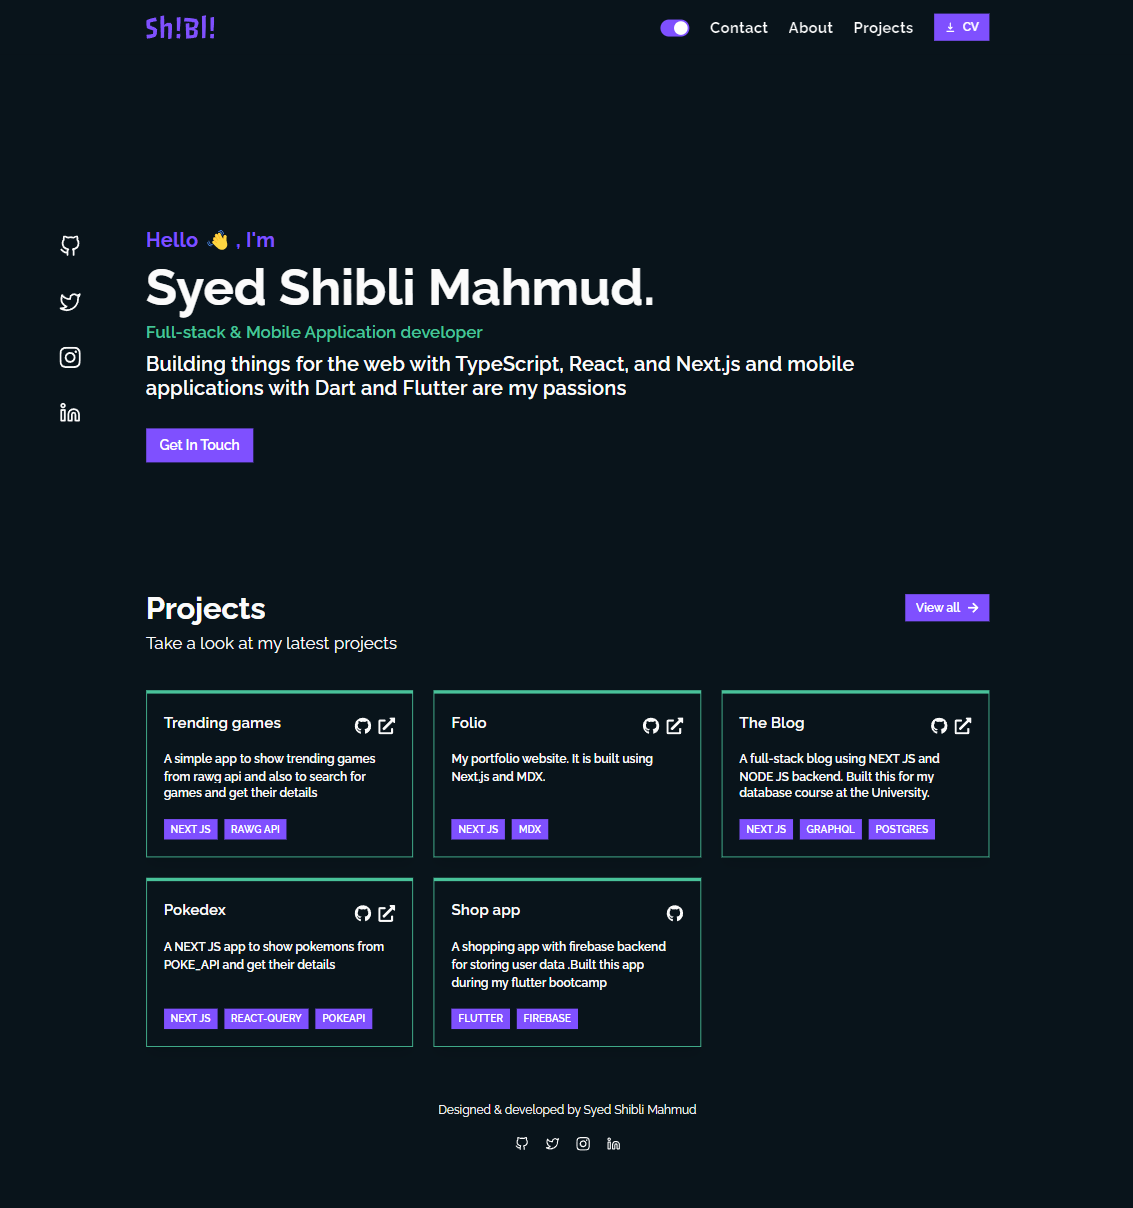 Sh!Bl!
Contact About Projects CV
Hello 👋 , I'm
Syed Shibli Mahmud.
Full-stack & Mobile Application developer
Building things for the web with TypeScript, React, and Next.js and mobile
applications with Dart and Flutter are my passions
Get In Touch
Projects
View all →
Take a look at my latest projects
Trending games
A simple app to show trending games
from rawg api and also to search for
games and get their details
NEXT JS RAWG API
Folio
My portfolio website. It is built using
Next.js and MDX.
NEXT JS MDX
The Blog
A full-stack blog using NEXT JS and
NODE JS backend. Built this for my
database course at the University.
NEXT JS GRAPHQL POSTGRES
Pokedex
A NEXT JS app to show pokemons from
POKE_API and get their details
NEXT JS REACT-QUERY POKEAPI
Shop app
A shopping app with firebase backend
for storing user data .Built this app
during my flutter bootcamp
FLUTTER FIREBASE
Designed & developed by Syed Shibli Mahmud